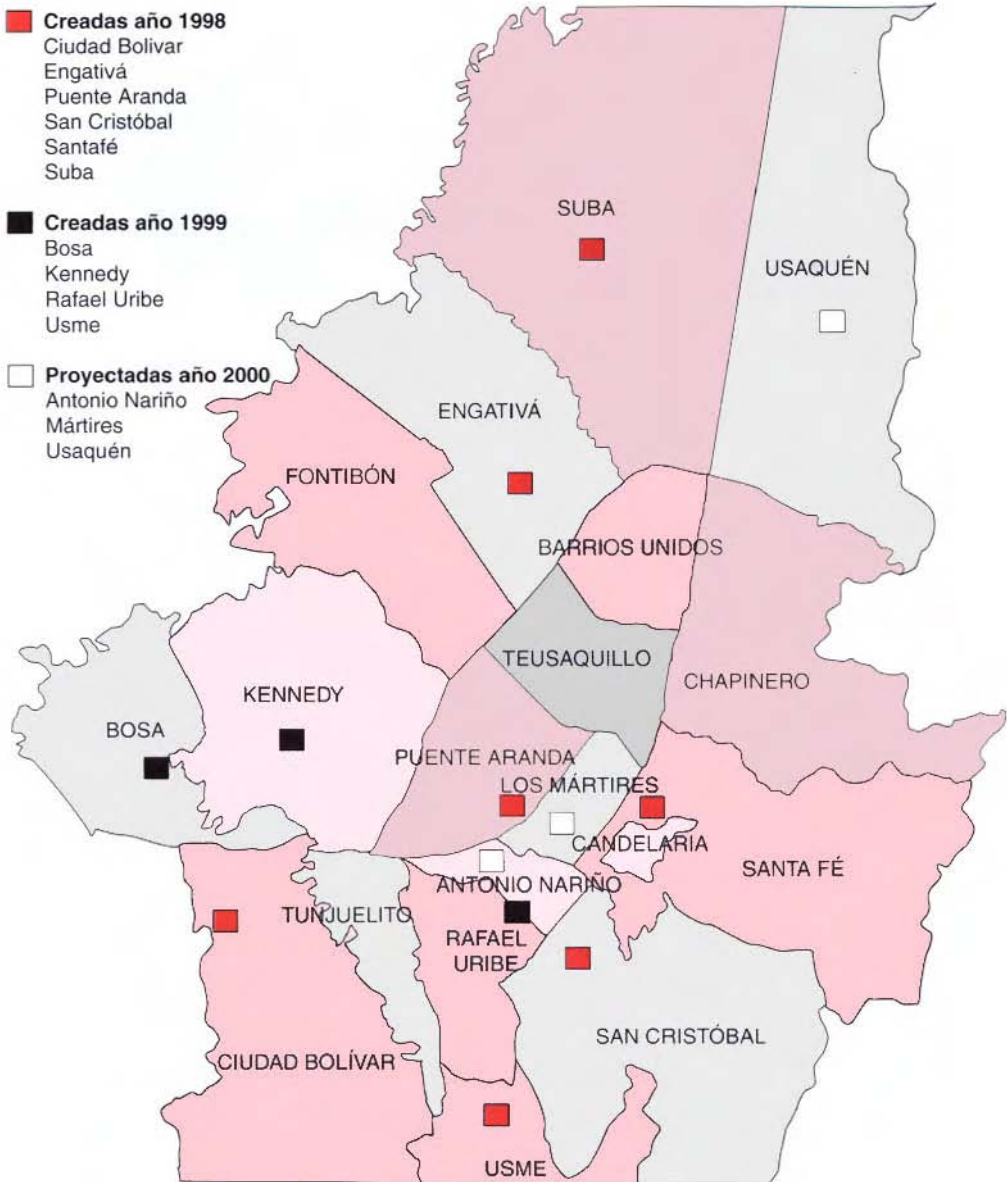 Creadas año 1998
Ciudad Bolivar
Engativá
Puente Aranda
San Cristóbal
Santafé
Suba
Creadas año 1999
Bosa
Kennedy
Rafael Uribe
Usme
Proyectadas año 2000
Antonio Nariño
Mártires
Usaquén
SUBA
USAQUÉN
ENGATIVÁ
FONTIBÓN
BARRIOS UNIDOS
TEUSAQUILLO
CHAPINERO
KENNEDY
BOSA
PUENTE ARANDA
LOS MÁRTIRES
CANDELARIA
SANTA FÉ
ANTONIO NARIÑO
TUNJUELITO
RAFAEL
URIBE
SAN CRISTÓBAL
CIUDAD BOLÍVAR
USME